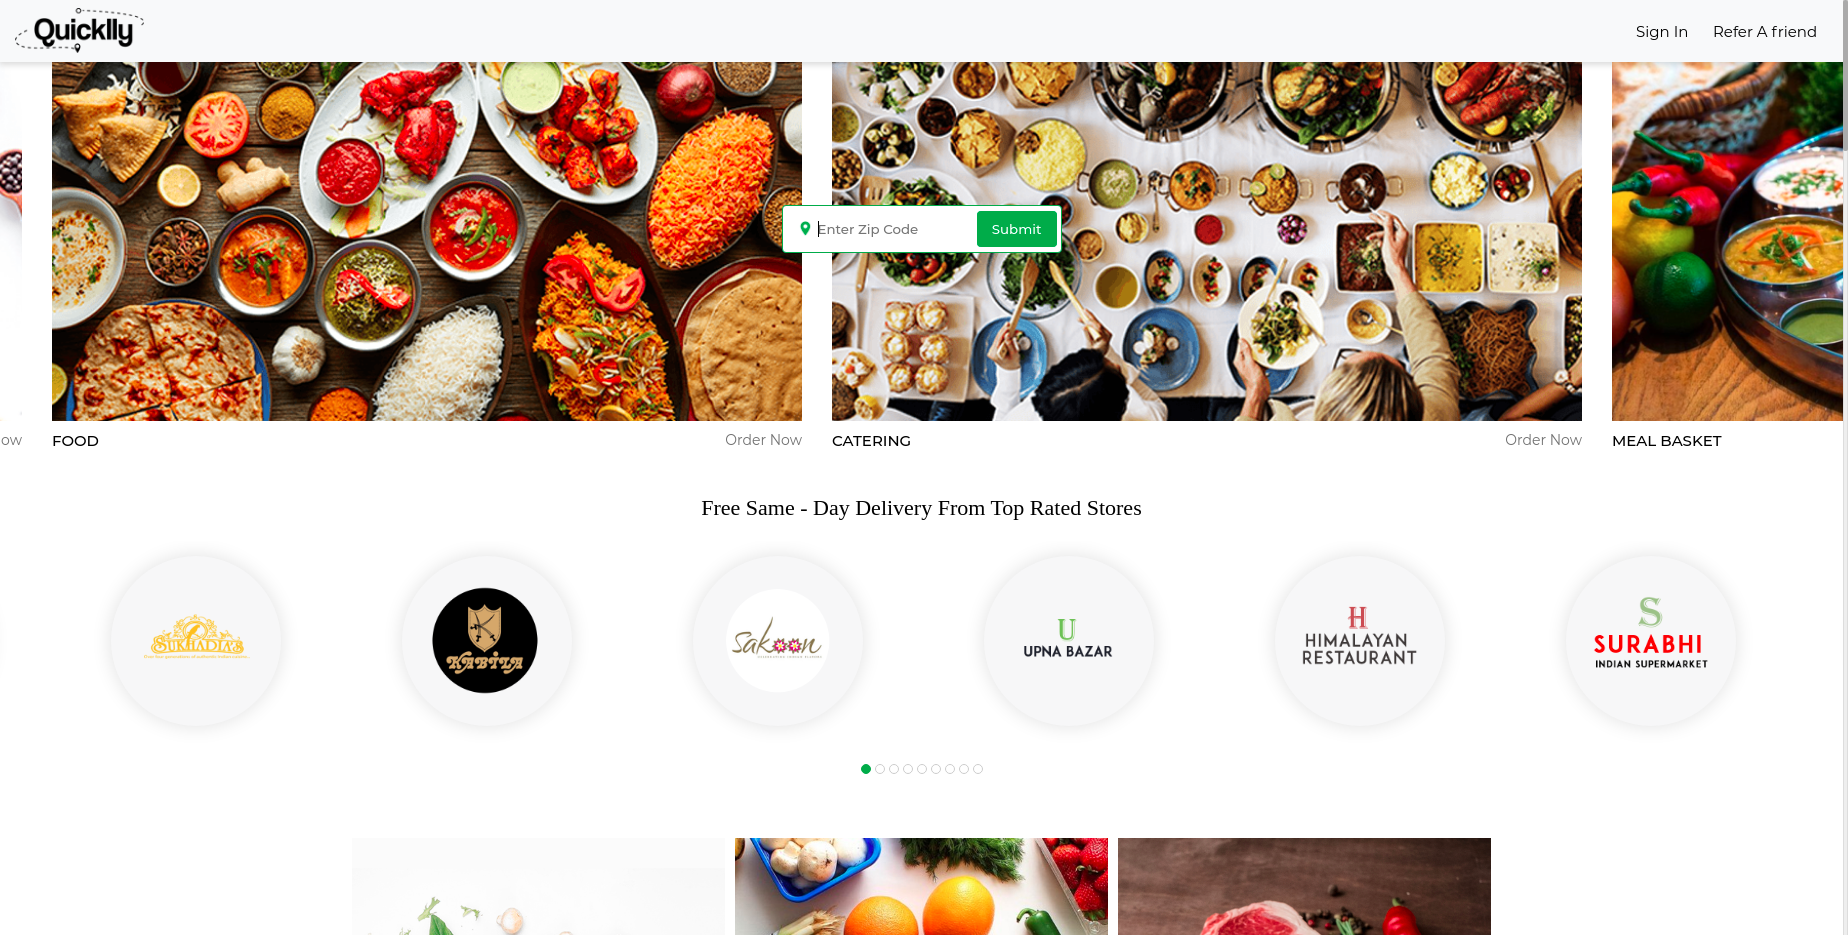 Quicklly
Sign In
Refer A friend
Enter Zip Code
Submit
ow
FOOD
Order Now
CATERING
Order Now
MEAL BASKET
Free Same - Day Delivery From Top Rated Stores
SUKHADIA'S
KABILA
Sakoon
U
UPNA BAZAR
H
HIMALAYAN
RESTAURANT
S
SURABHI
INDIAN SUPERMARKET